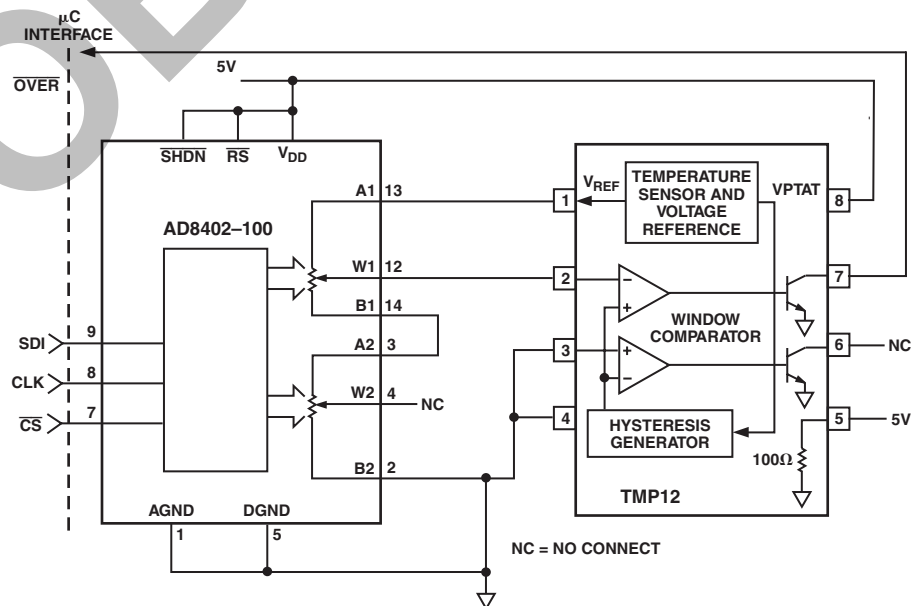 μC
INTERFACE
OVER
5V
SHDN RS VDD
AD8402–100
A1 13
W1 12
B1 14
A2 3
W2 4 NC
B2 2
SDI 9
CLK 8
CS 7
AGND DGND
1 5
1 VREF
TEMPERATURE
SENSOR AND
VOLTAGE
REFERENCE
VPTAT
8
2 −
+
7
WINDOW
COMPARATOR
3 +
−
6 NC
4
HYSTERESIS
GENERATOR
5 5V
100Ω
TMP12
NC = NO CONNECT